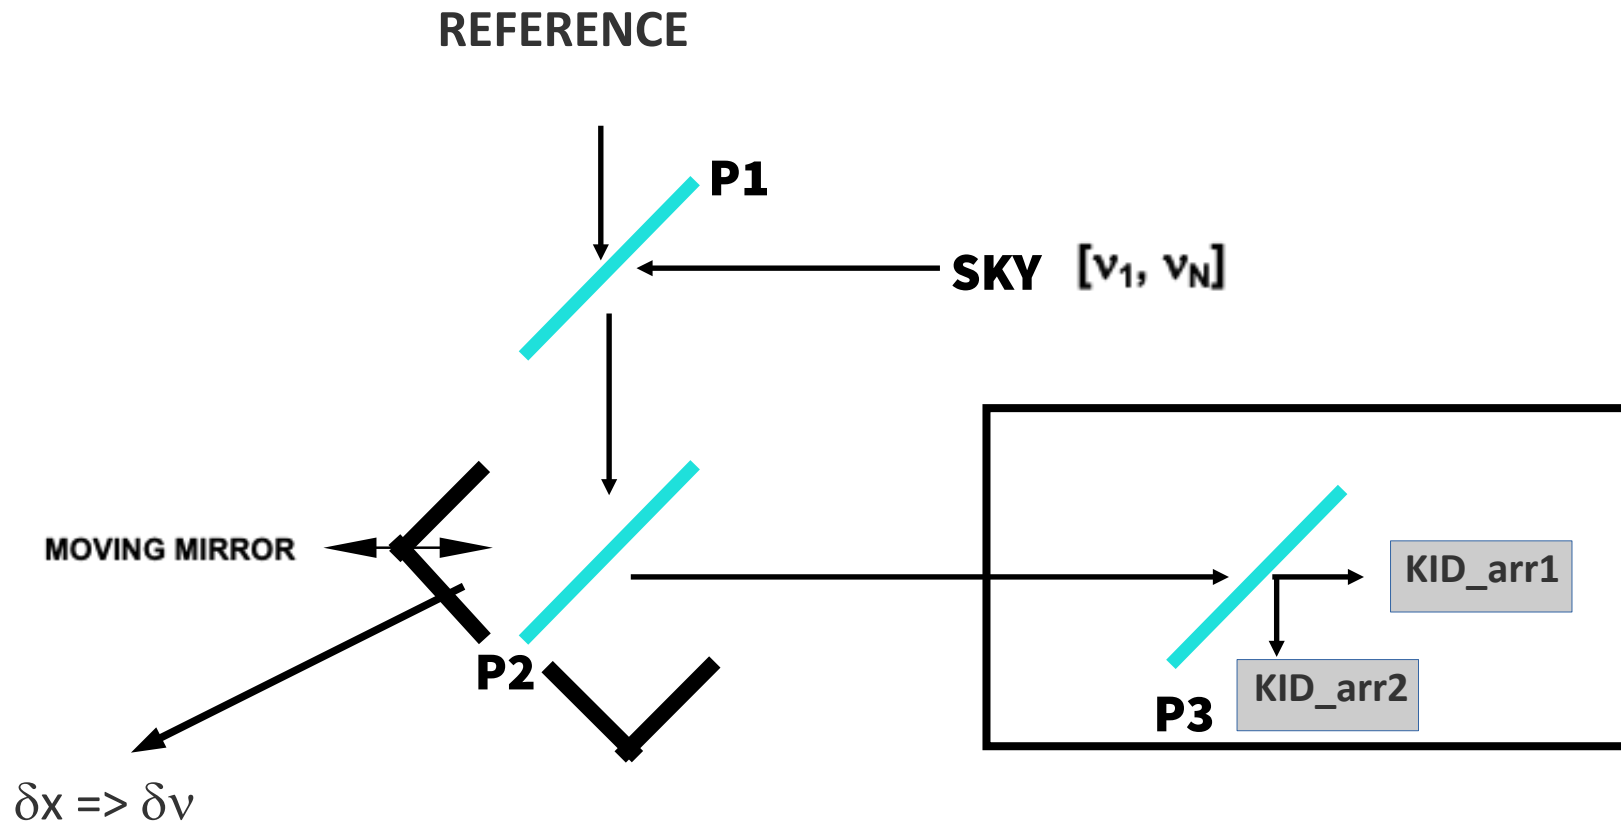 REFERENCE
P1
SKY [ν1, νN]
MOVING MIRROR
KID_arr1
P2
KID_arr2
P3
δx => δν